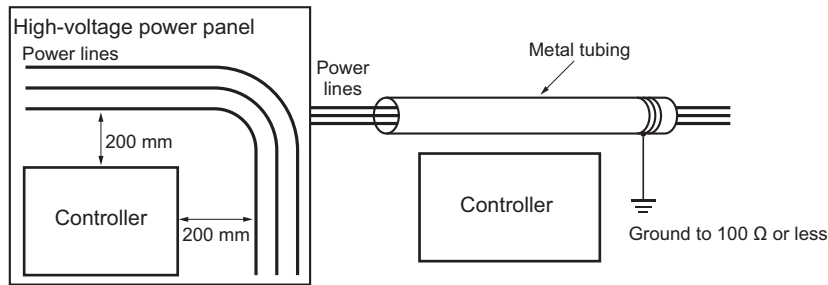 High-voltage power panel
Power lines
200 mm
Controller
200 mm
Power
lines
Metal tubing
Controller
Ground to 100 Ω or less